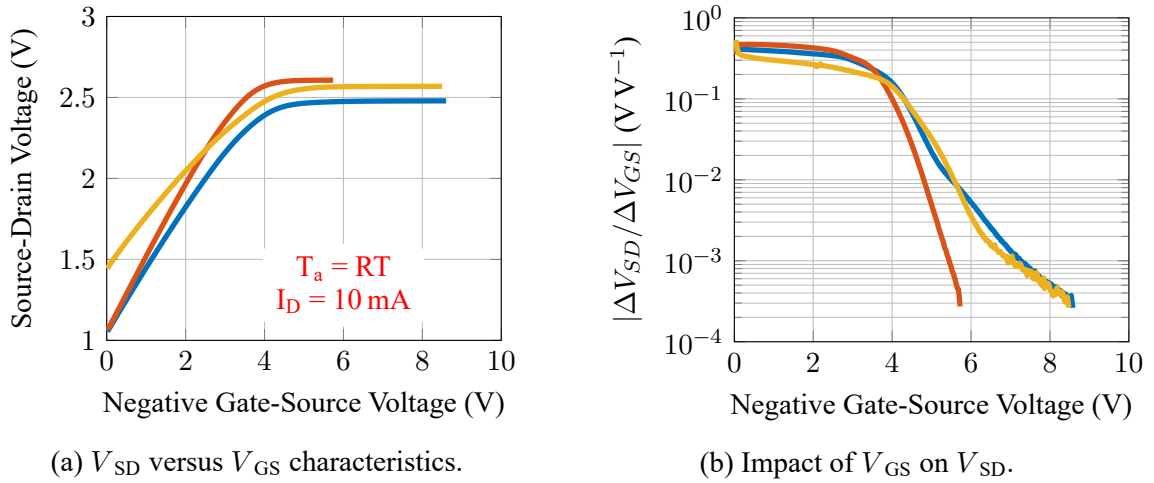 3
2.5
2
1.5
1
0 2 4 6 8 10
Source-Drain Voltage (V)
Negative Gate-Source Voltage (V)
T_a = RT
I_D = 10 mA
(a) V_SD versus V_GS characteristics.
10^0
10^−1
10^−2
10^−3
10^−4
0 2 4 6 8 10
|ΔV_SD/ΔV_GS| (V V^−1)
Negative Gate-Source Voltage (V)
(b) Impact of V_GS on V_SD.